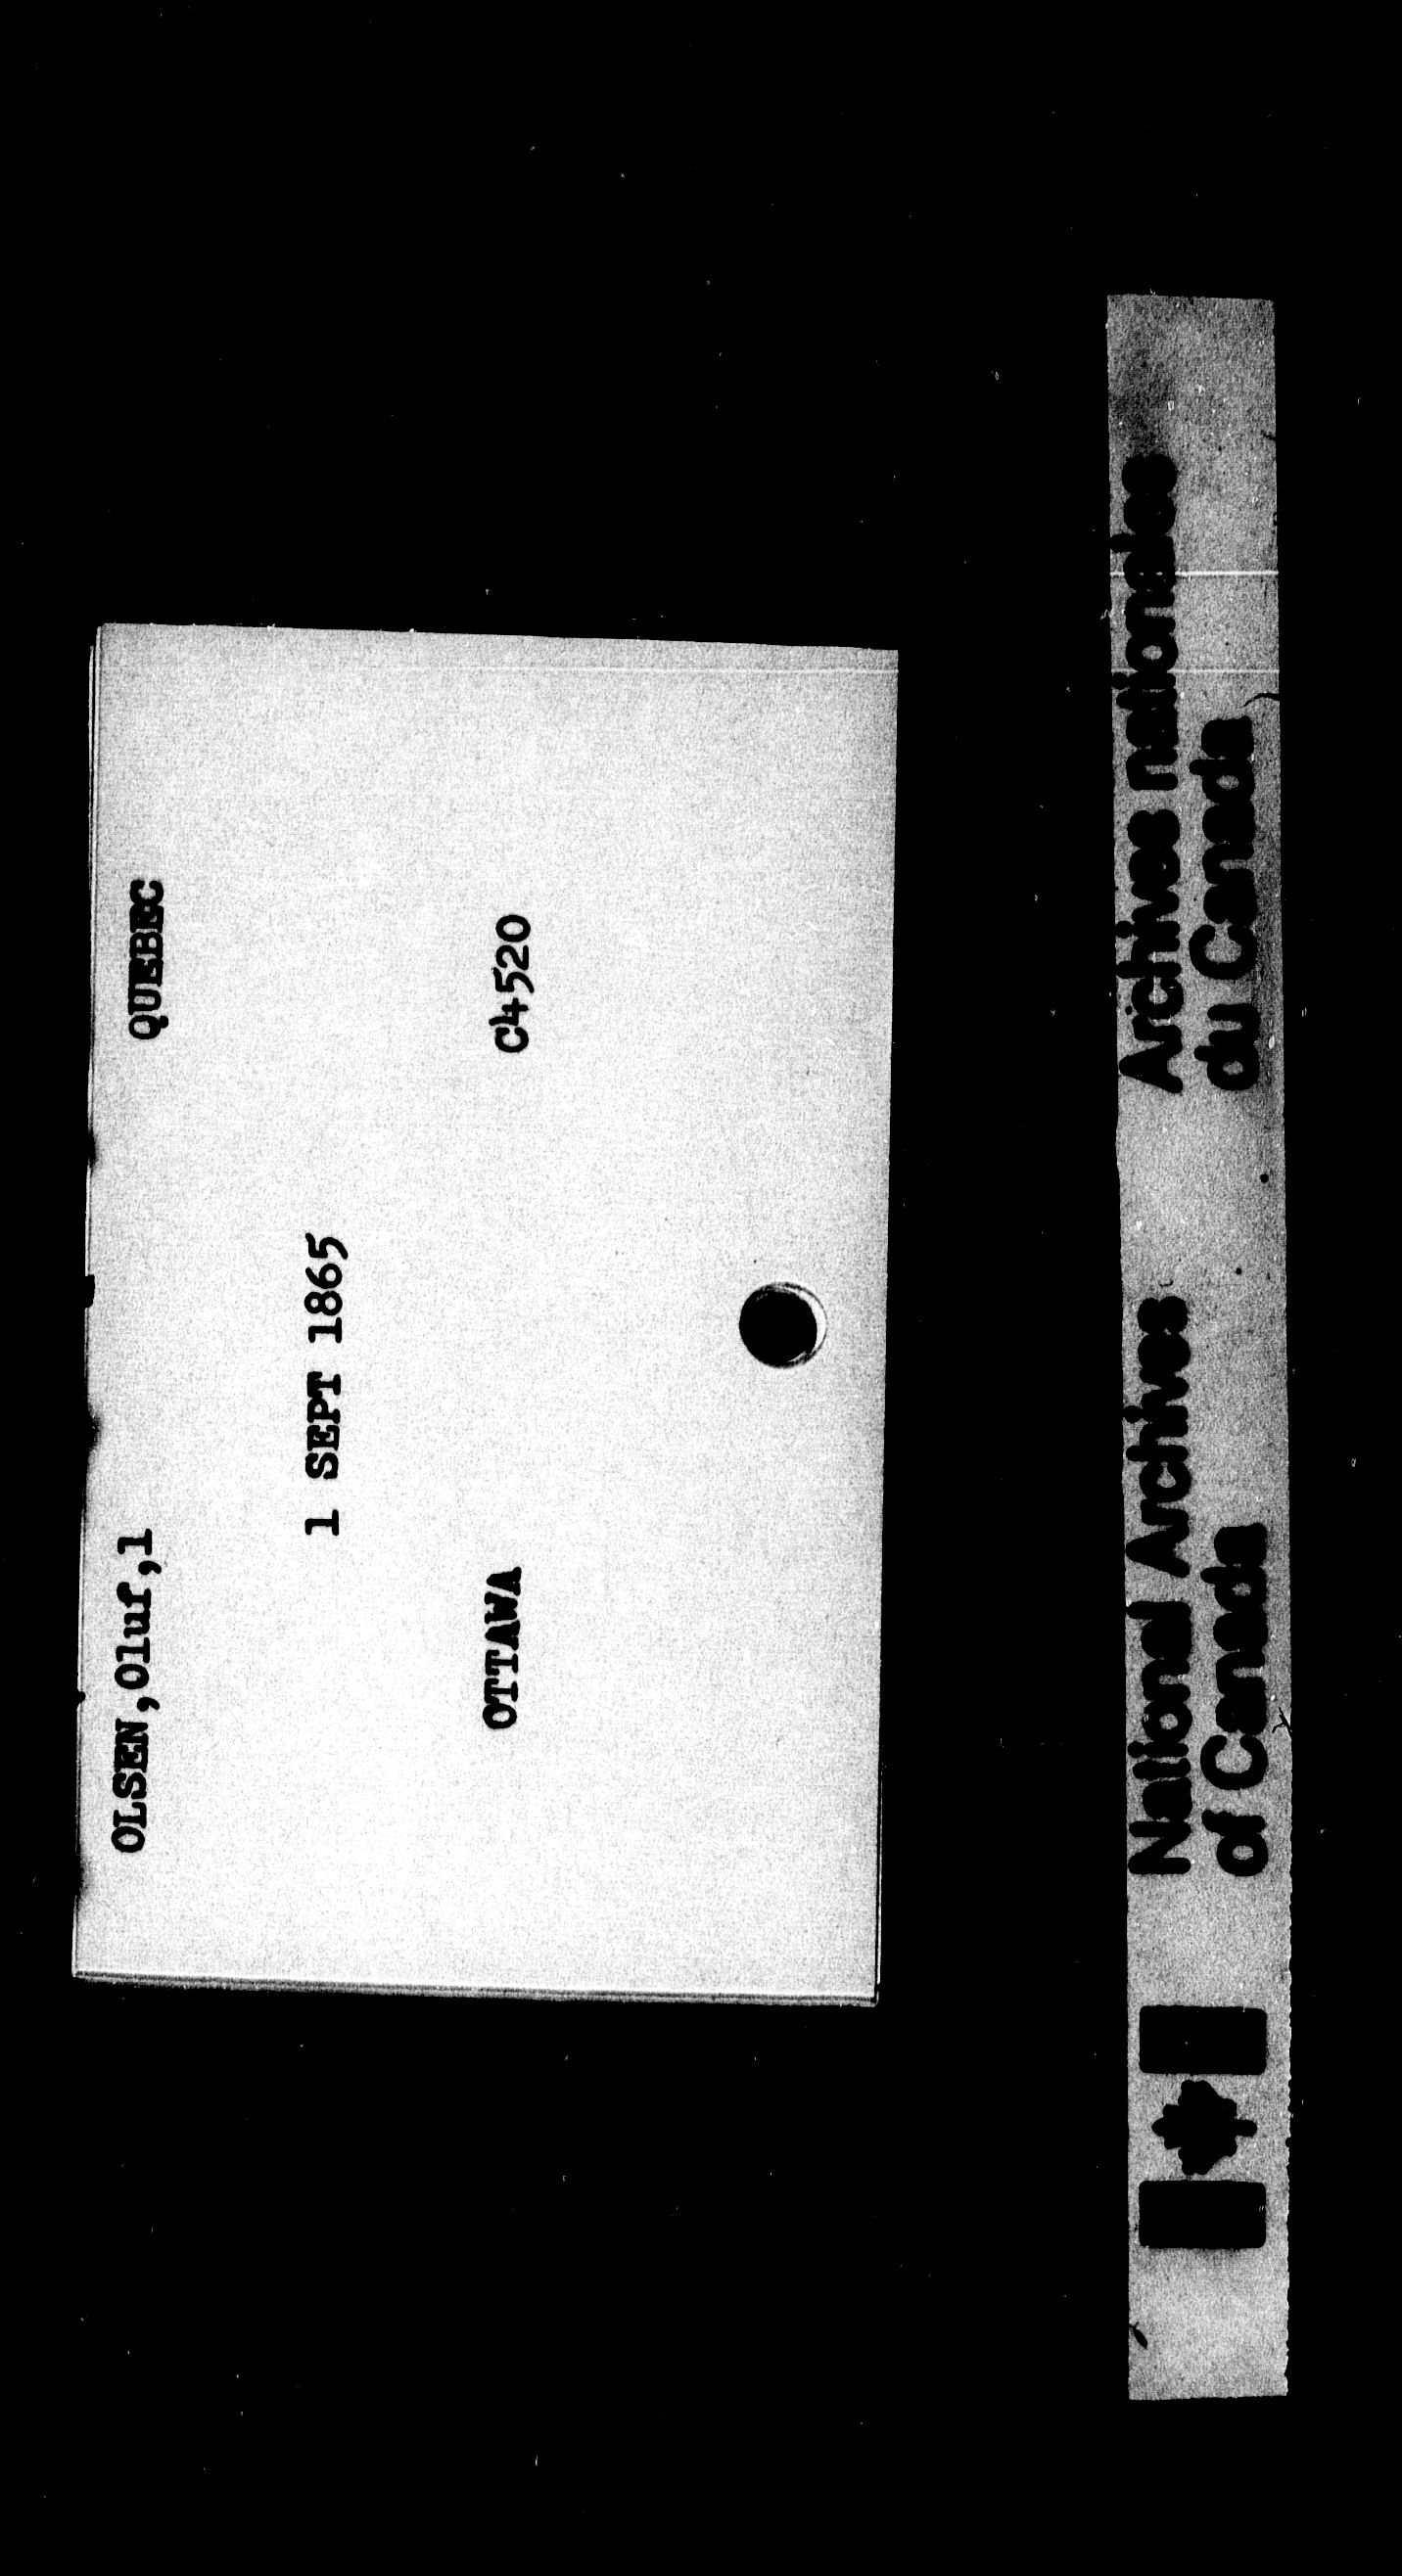 OLSEN,Oluf,1 QUEBEC
1 SEPT 1865
OTTAWA C4520
National Archives
of Canada
Archives nationales
du Canada